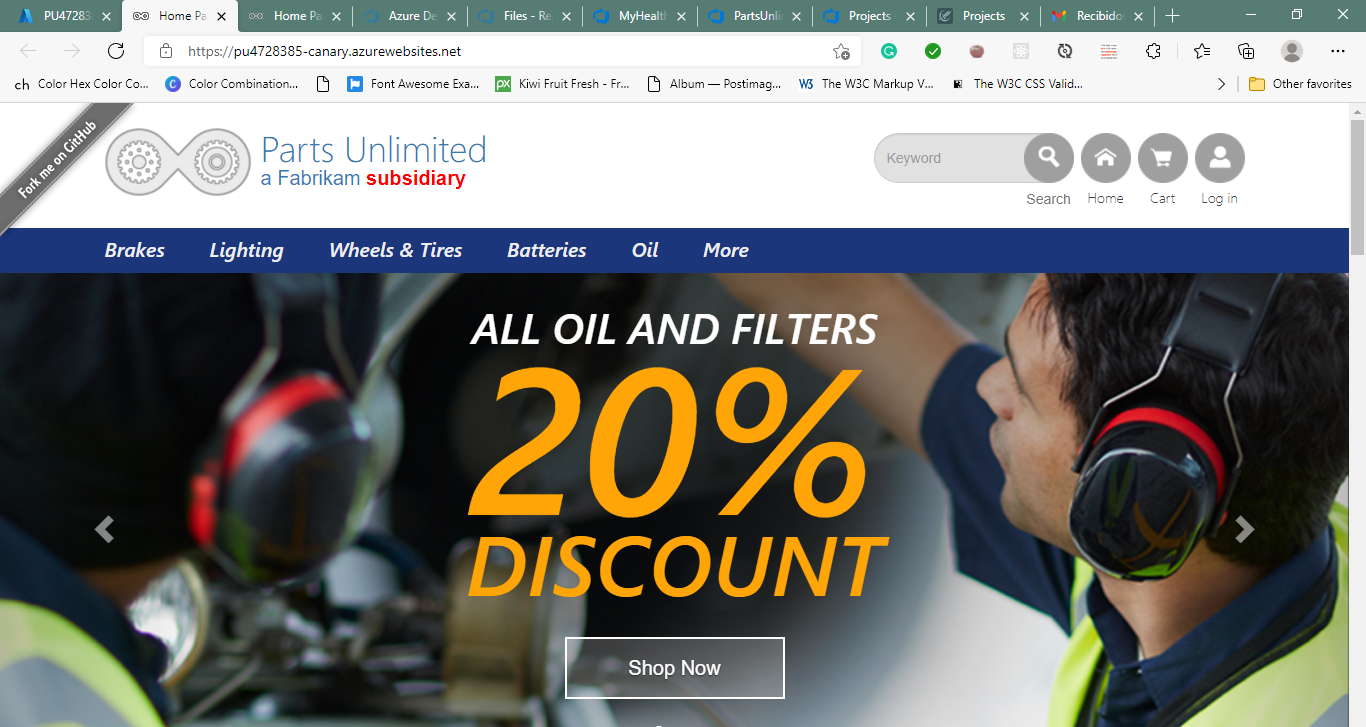 PU47283
Home Pa
Home Pa
Azure De
Files - Re
MyHealth
PartsUnli
Projects -
Projects
Recibidos
https://pu4728385-canary.azurewebsites.net
ch Color Hex Color Co...
C Color Combination...
Font Awesome Exa...
px Kiwi Fruit Fresh - Fr...
Album — Postimag...
W3 The W3C Markup V...
The W3C CSS Valid...
Other favorites
Fork me on GitHub
Parts Unlimited
a Fabrikam subsidiary
Keyword
Search Home Cart Log in
Brakes Lighting Wheels & Tires Batteries Oil More
ALL OIL AND FILTERS
20%
DISCOUNT
Shop Now